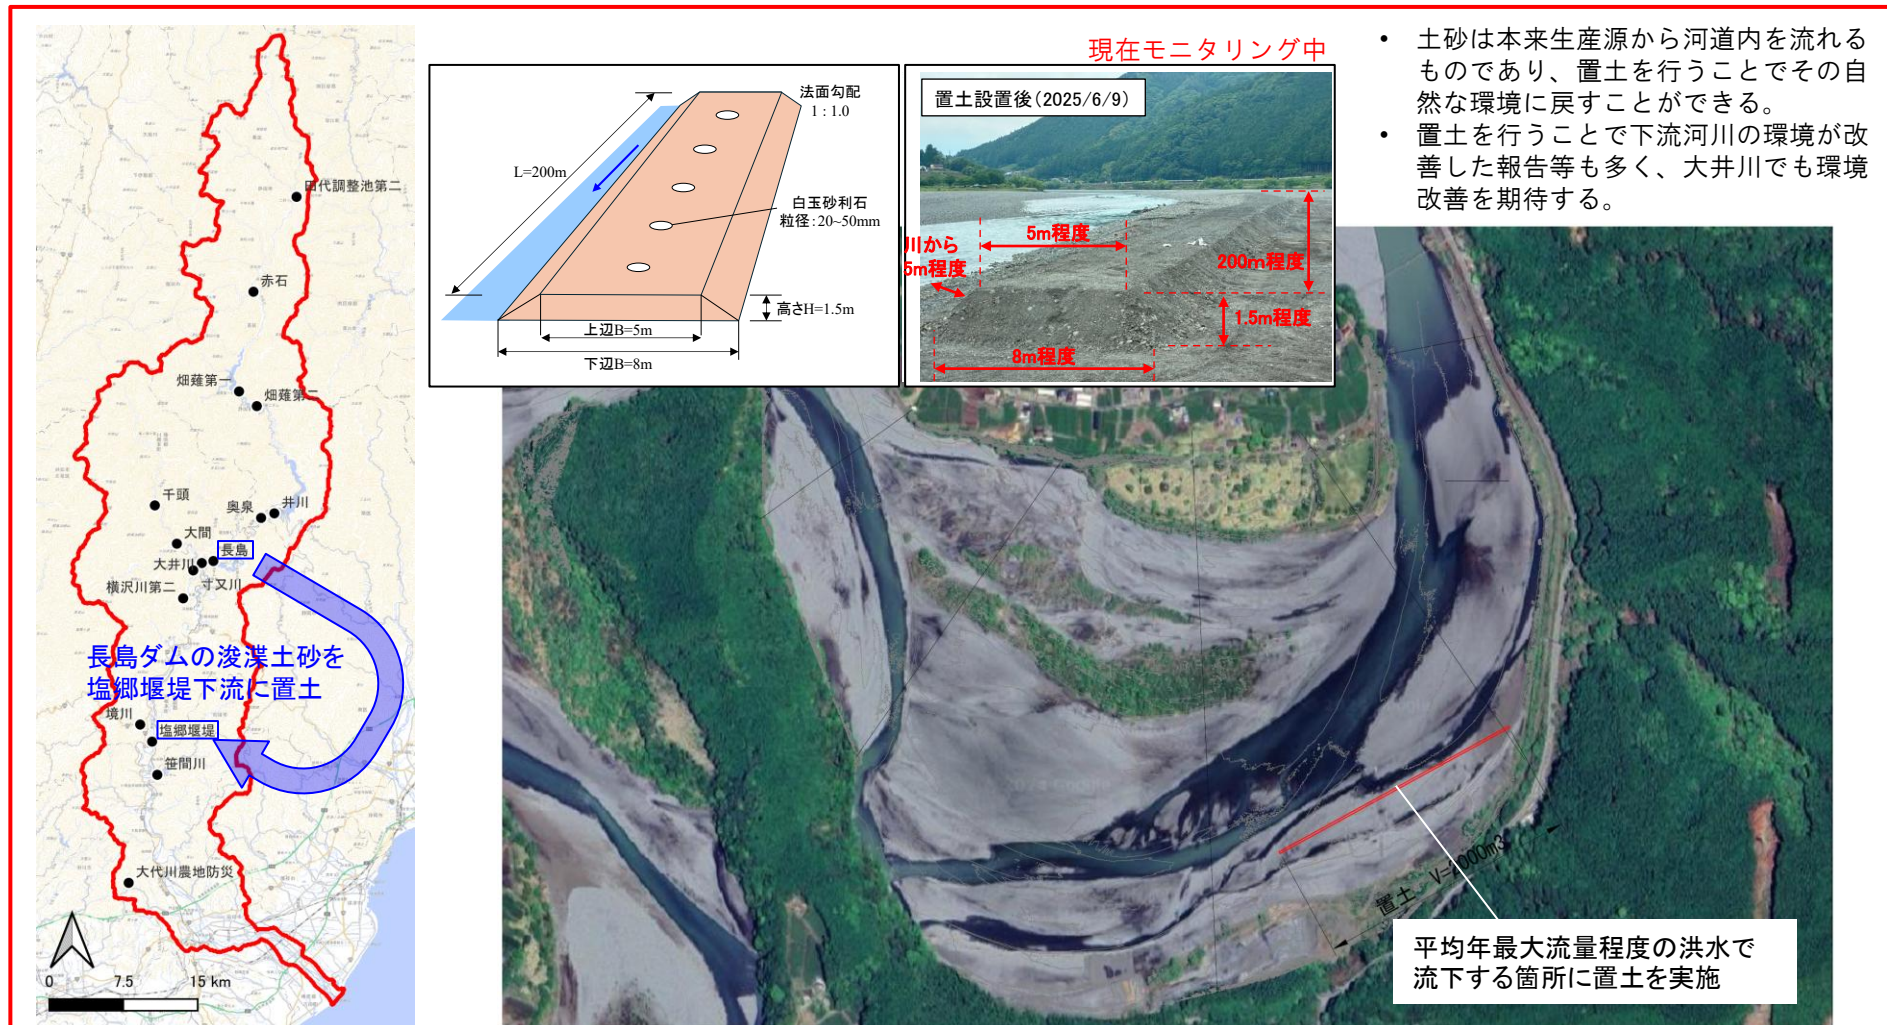 現在モニタリング中
• 土砂は本来生産源から河道内を流れる
ものであり、置土を行うことでその自
然な環境に戻すことができる。
• 置土を行うことで下流河川の環境が改
善した報告等も多く、大井川でも環境
改善を期待する。
法面勾配
1 : 1.0
L=200m
白玉砂利石
粒径：20~50mm
高さH=1.5m
上辺B=5m
下辺B=8m
置土設置後（2025/6/9）
川から
5m程度
5m程度
200m程度
1.5m程度
8m程度
田代調整池第二
赤石
畑薙第一
畑薙第二
千頭
奥泉
井川
大間
長島
大井川
寸又川
横沢川第二
長島ダムの浚渫土砂を
塩郷堰堤下流に置土
境川
塩郷堰堤
笹間川
大代川農地防災
0 7.5 15 km
置土 V=2000m3
平均年最大流量程度の洪水で
流下する箇所に置土を実施